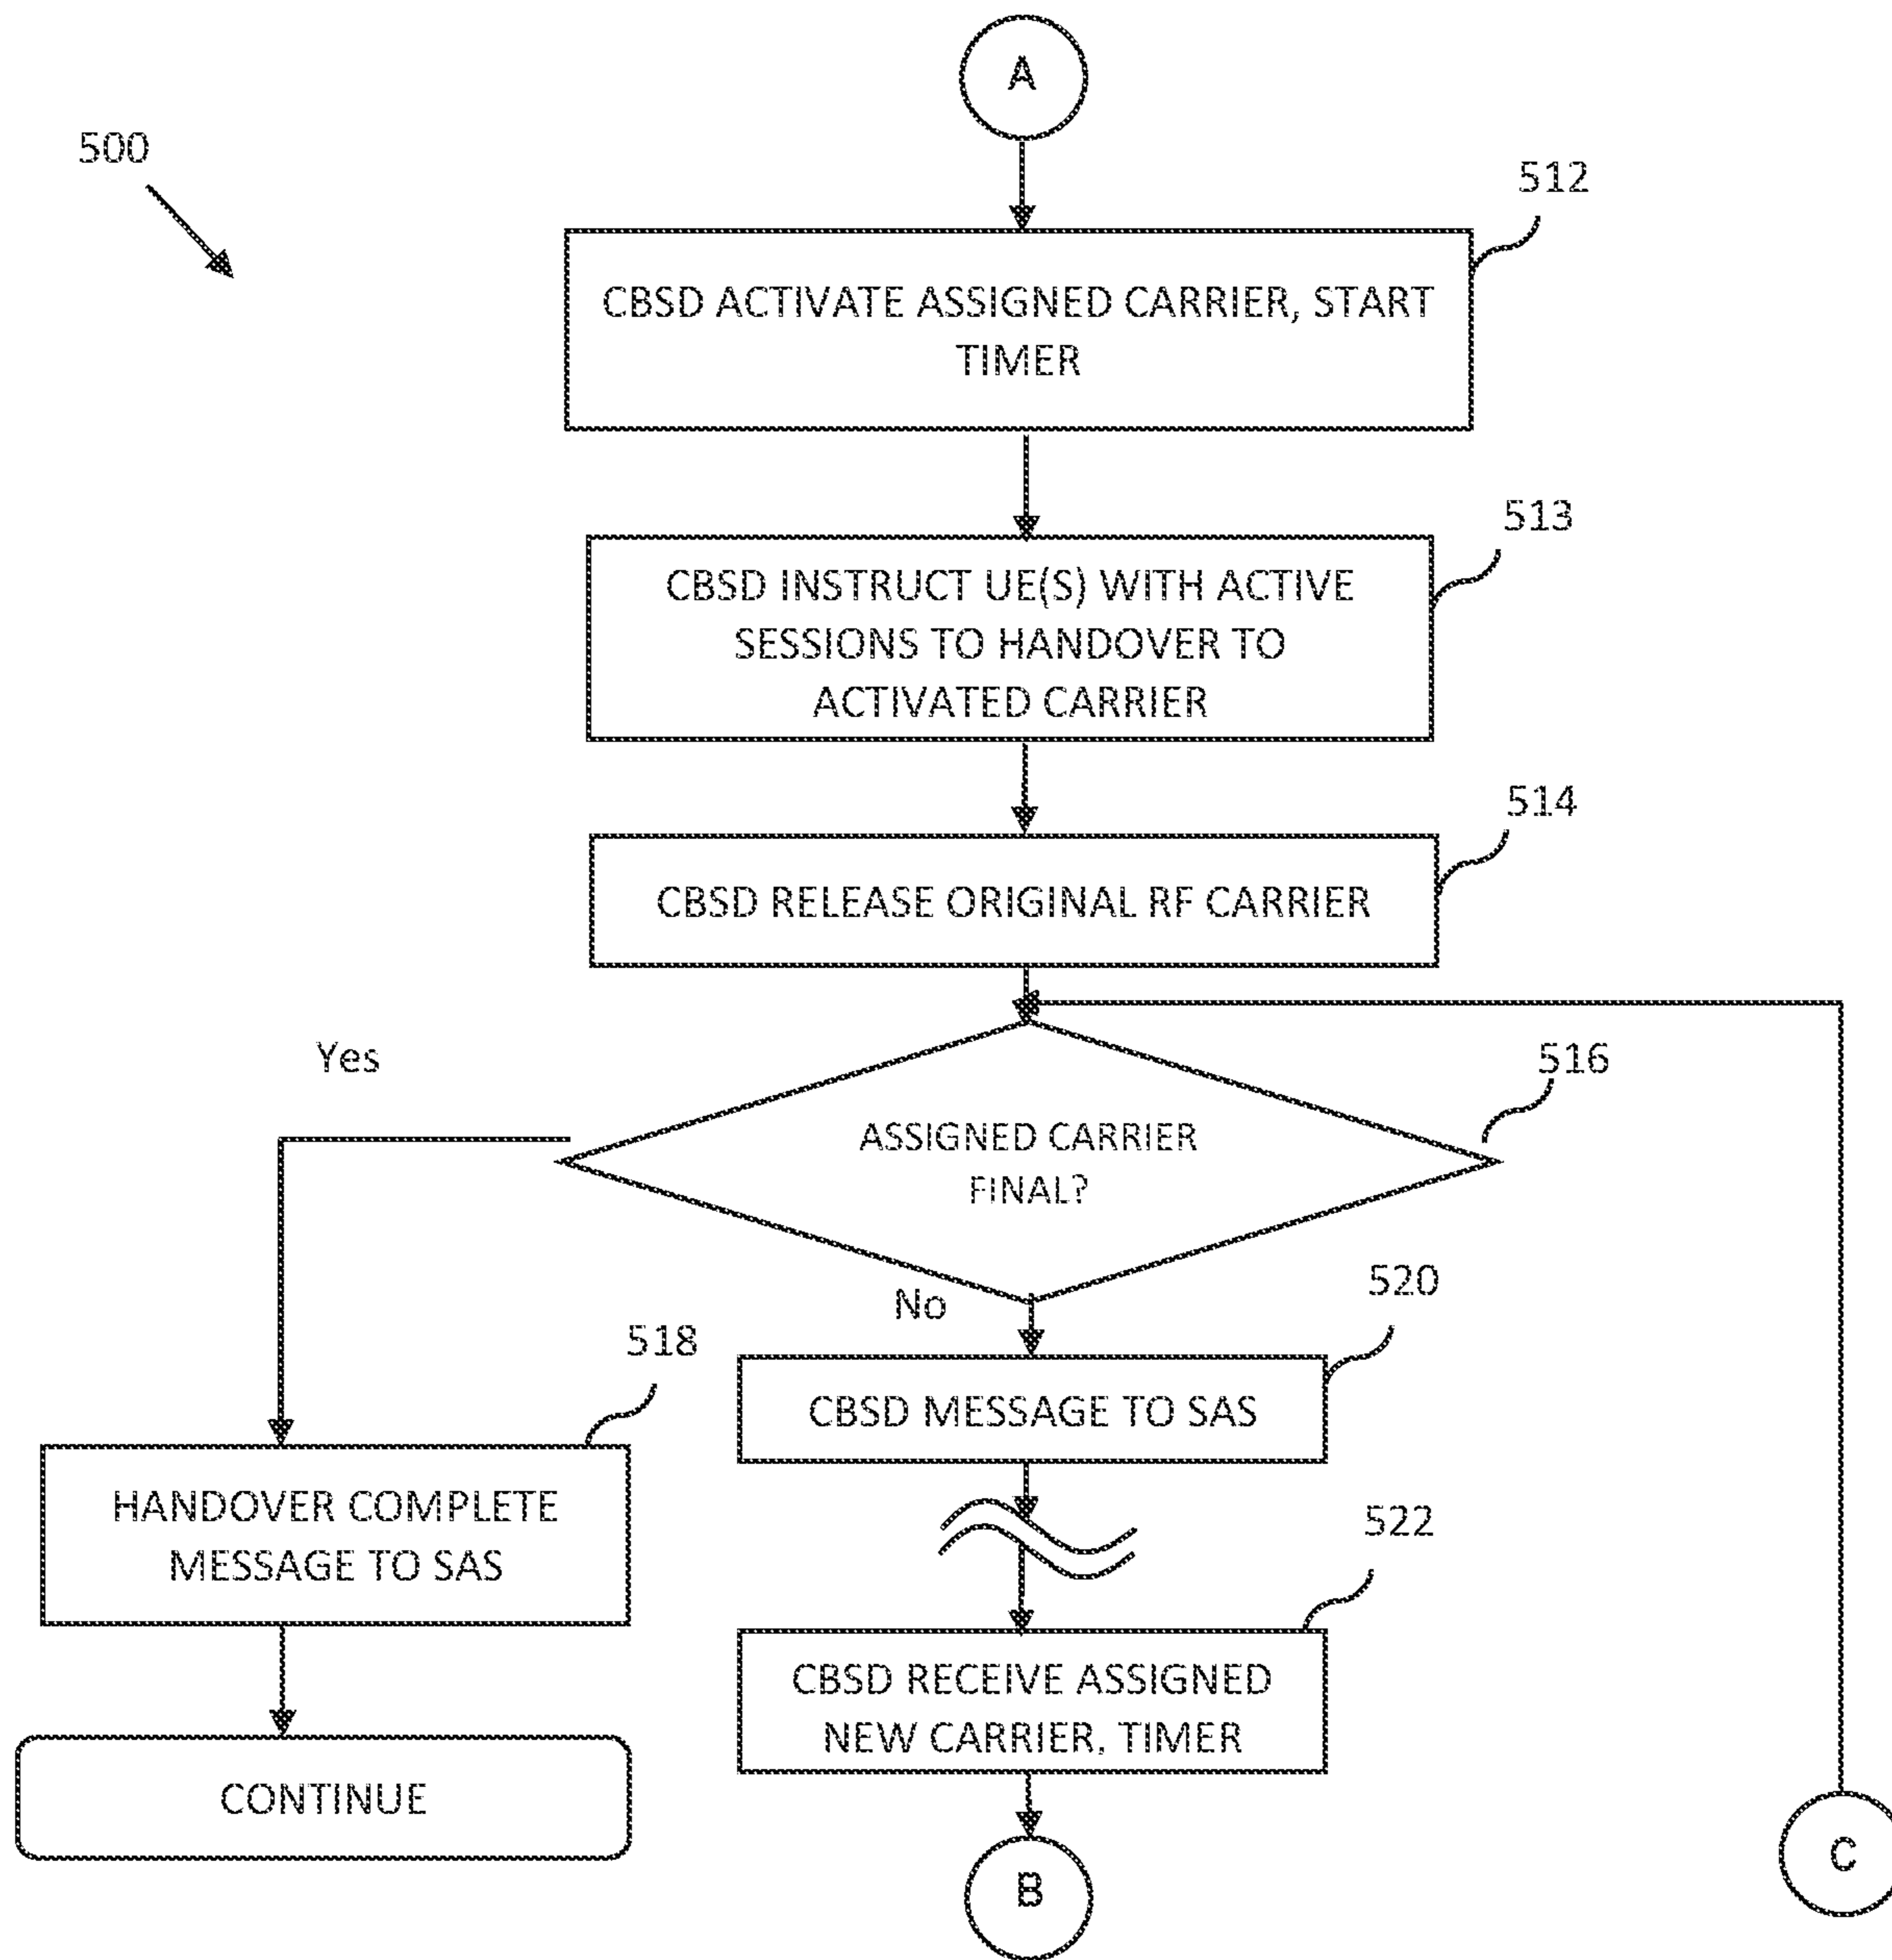 A
500
512
CBSD ACTIVATE ASSIGNED CARRIER, START
TIMER
513
CBSD INSTRUCT UE(S) WITH ACTIVE
SESSIONS TO HANDOVER TO
ACTIVATED CARRIER
514
CBSD RELEASE ORIGINAL RF CARRIER
Yes
516
ASSIGNED CARRIER
FINAL?
No
520
518
CBSD MESSAGE TO SAS
HANDOVER COMPLETE
MESSAGE TO SAS
522
CBSD RECEIVE ASSIGNED
NEW CARRIER, TIMER
CONTINUE
B
C